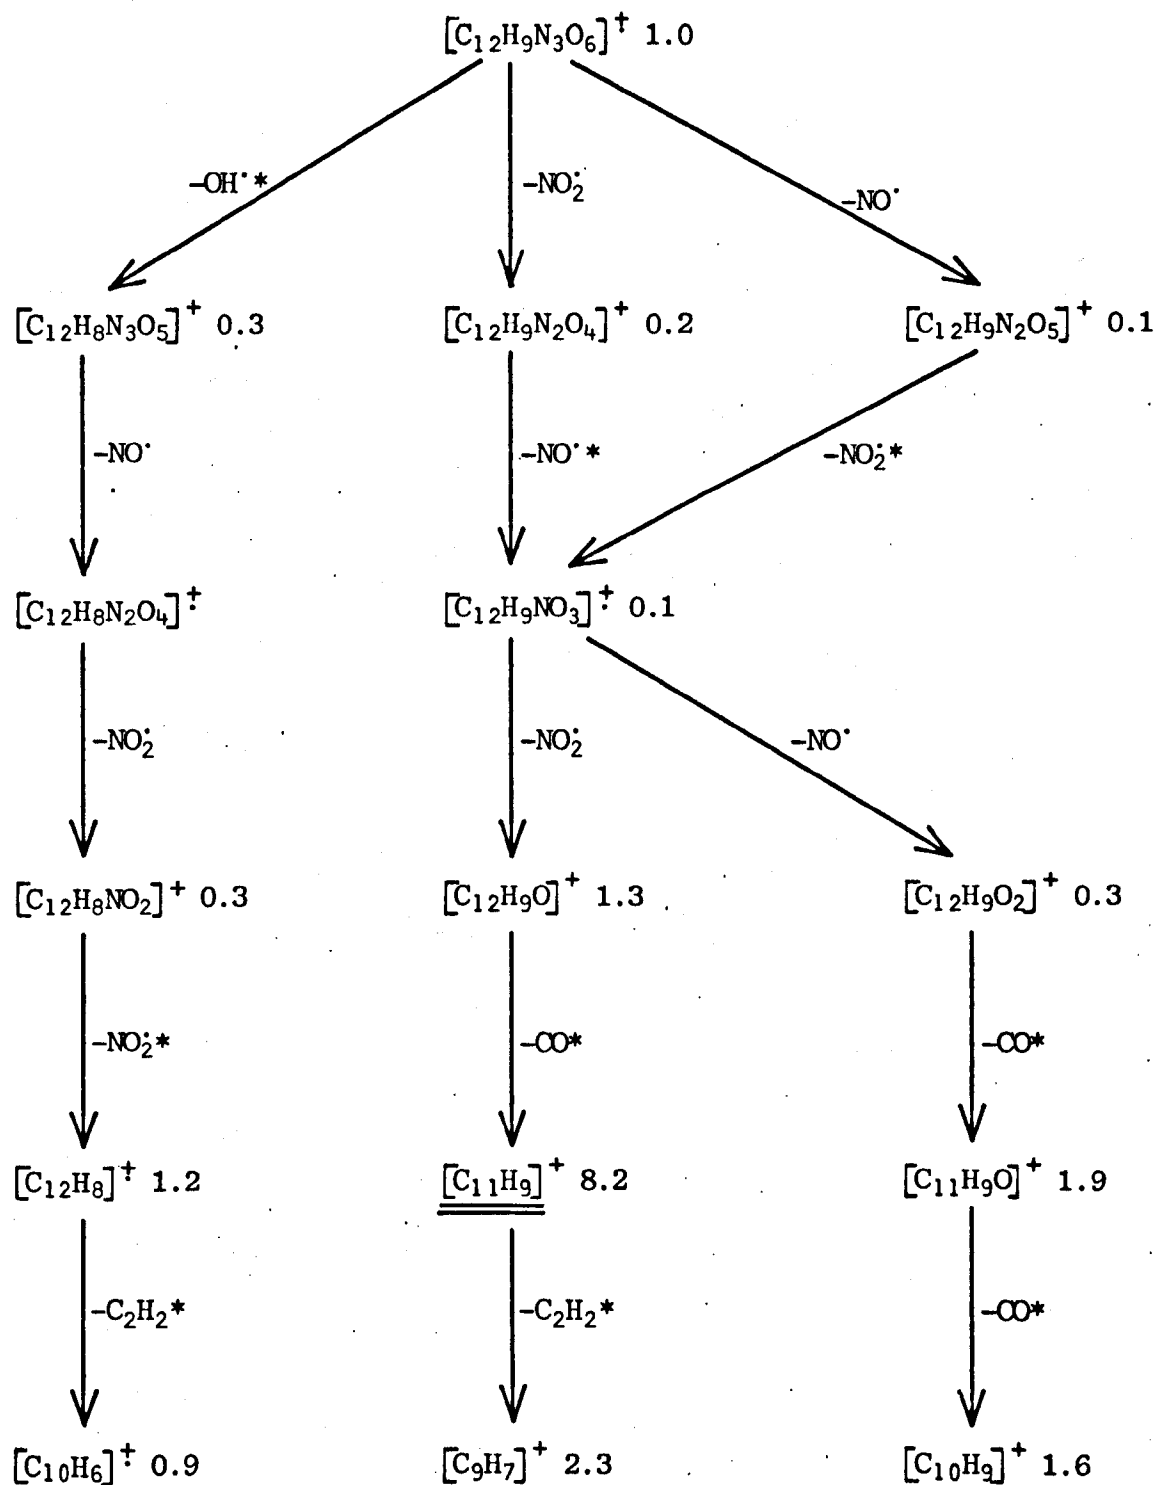 [C₁₂H₉N₃O₆]⁺· 1.0
–OH·*
–NO₂·
–NO·
[C₁₂H₈N₃O₅]⁺ 0.3
[C₁₂H₉N₂O₄]⁺ 0.2
[C₁₂H₉N₂O₅]⁺ 0.1
–NO·
–NO·*
–NO₂·*
[C₁₂H₈N₂O₄]⁺·
[C₁₂H₉NO₃]⁺· 0.1
–NO₂·
–NO₂·
–NO·
[C₁₂H₈NO₂]⁺ 0.3
[C₁₂H₉O]⁺ 1.3
[C₁₂H₉O₂]⁺ 0.3
–NO₂·*
–CO*
–CO*
[C₁₂H₈]⁺· 1.2
[C₁₁H₉]⁺ 8.2
[C₁₁H₉O]⁺ 1.9
–C₂H₂*
–C₂H₂*
–CO*
[C₁₀H₆]⁺· 0.9
[C₉H₇]⁺ 2.3
[C₁₀H₉]⁺ 1.6